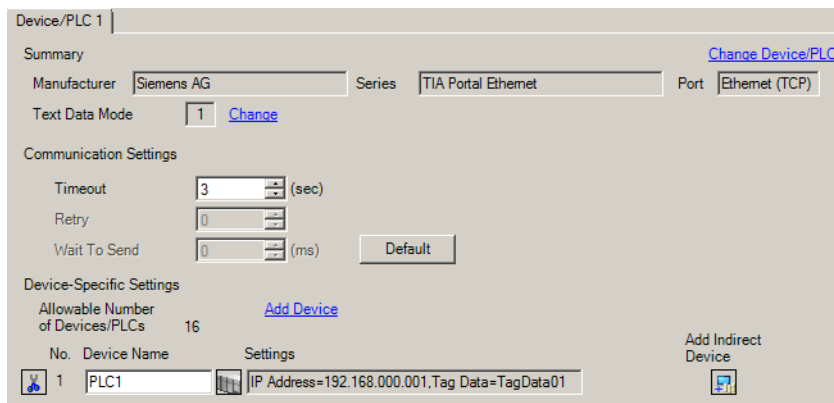 Device/PLC 1
Summary
Change Device/PLC
Manufacturer Siemens AG Series TIA Portal Ethernet Port Ethernet (TCP)
Text Data Mode 1 Change
Communication Settings
Timeout 3 (sec)
Retry 0
Wait To Send 0 (ms) Default
Device-Specific Settings
Allowable Number
of Devices/PLCs 16 Add Device
No. Device Name Settings
Add Indirect
Device
1 PLC1 IP Address=192.168.000.001,Tag Data=TagData01